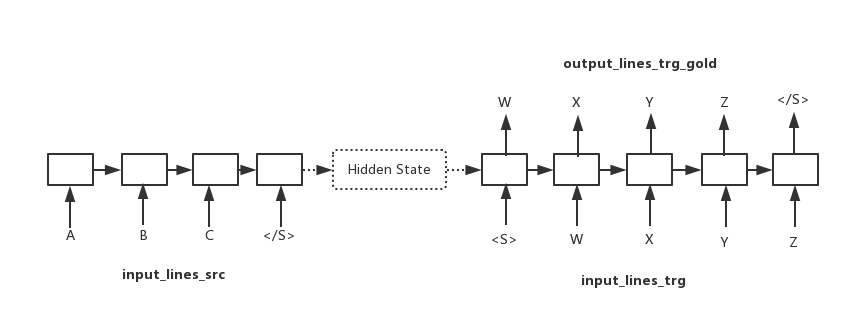 output_lines_trg_gold
W X Y Z </S>
Hidden State
A B C </S>
<S> W X Y Z
input_lines_src
input_lines_trg